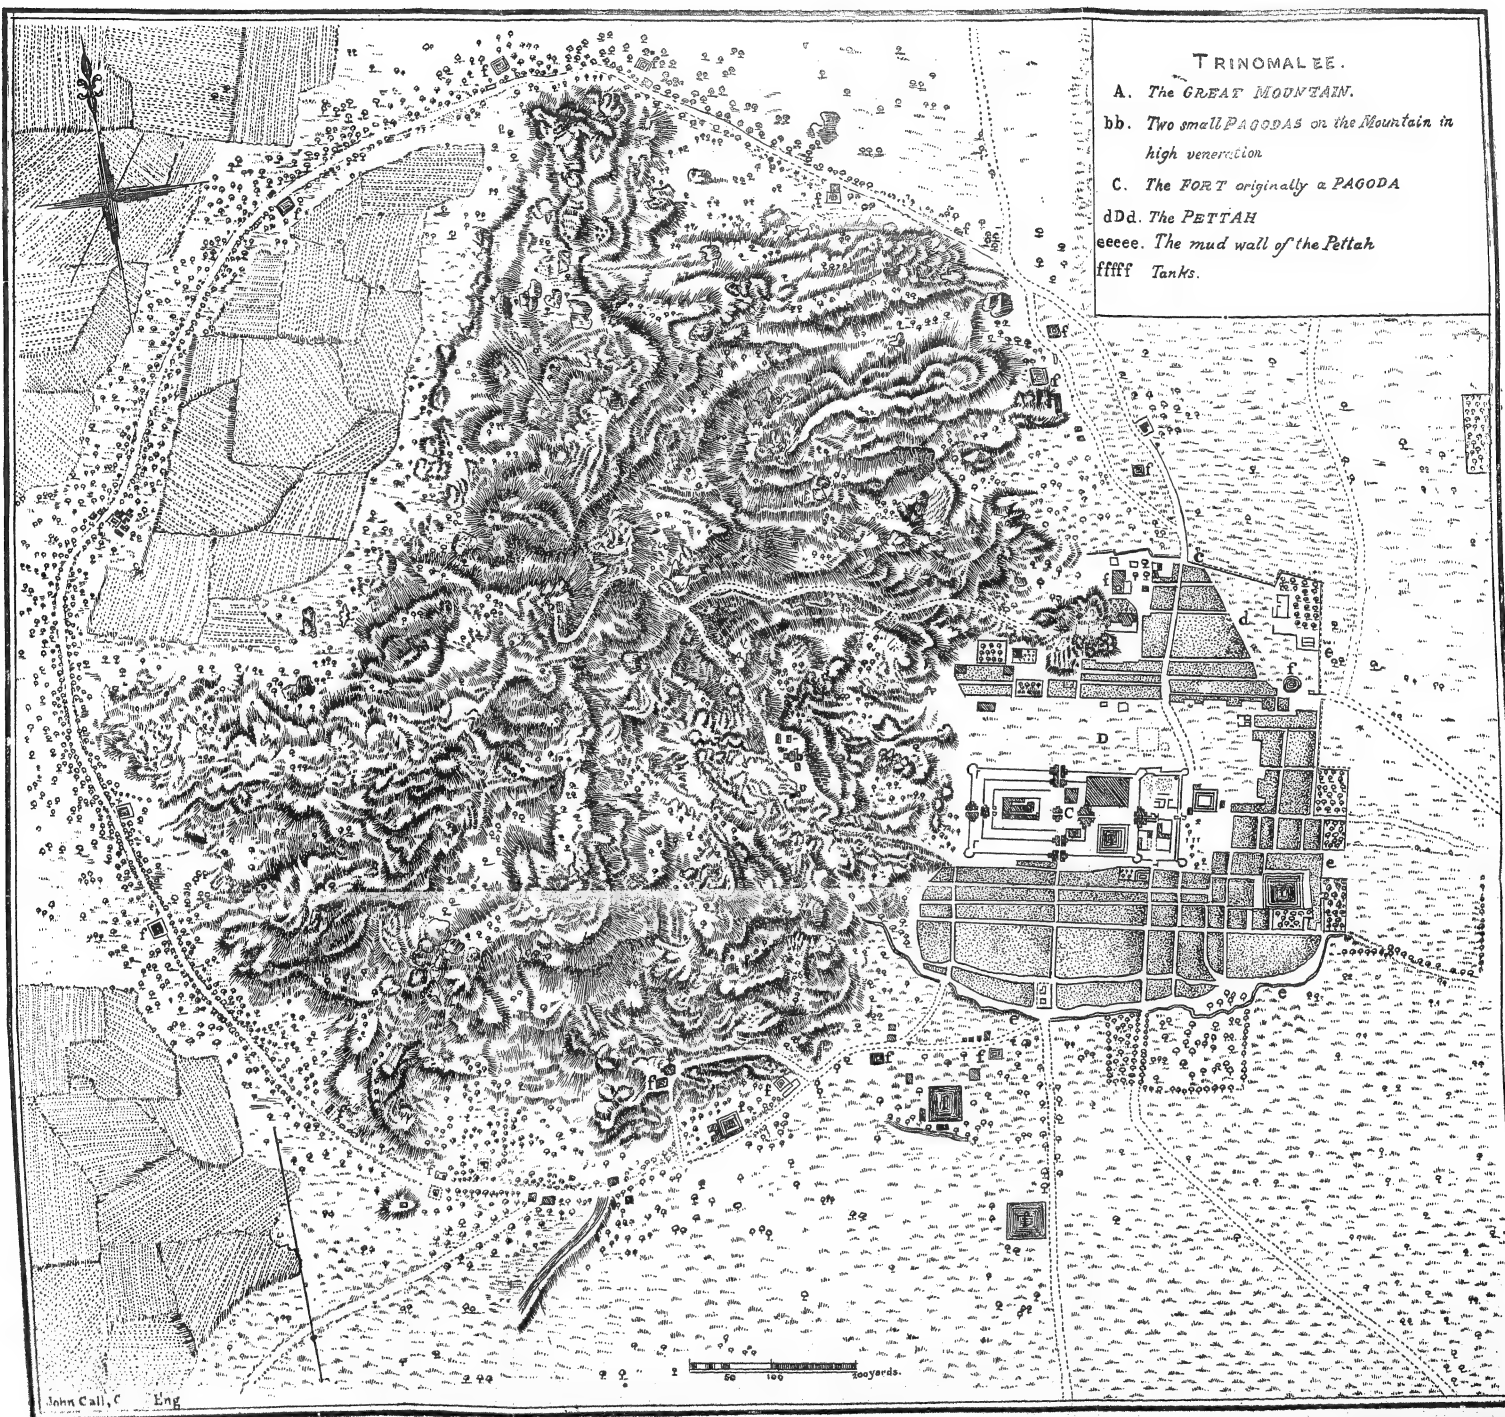 TRINOMALEE.
A. The GREAT MOUNTAIN.
bb. Two small PAGODAS on the Mountain in
high veneration
C. The FORT originally a PAGODA
dDd. The PETTAH
eeeee. The mud wall of the Pettah
fffff Tanks.
f
f
f
f
f
f
f
f
e
d
e
f
D
C
e
e
e
f
f
f
f
f
50 100 200 yards.
John Call, C Eng